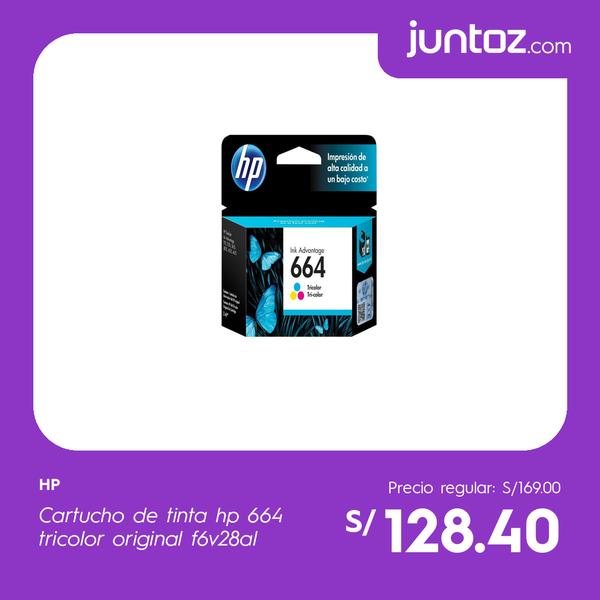 juntoz.com
hp
Impresión de
alta calidad a
un bajo costo*
Ink Advantage
664
Tricolor
Tri-color
HP
Cartucho de tinta hp 664
tricolor original f6v28al
Precio regular: S/169.00
S/ 128.40